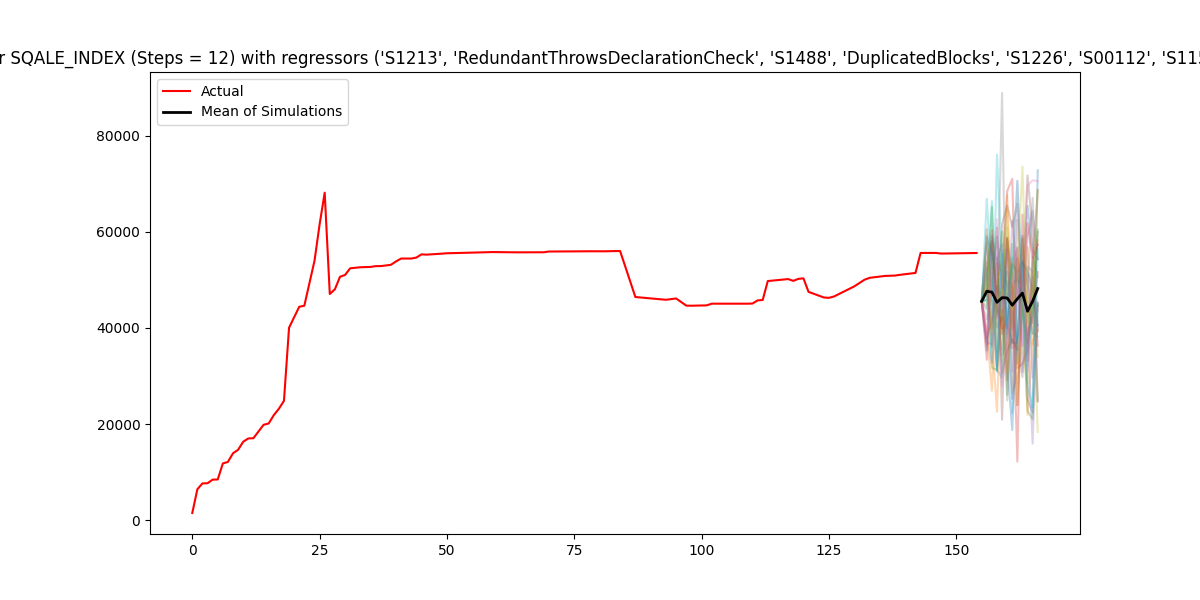 r SQALE_INDEX (Steps = 12) with regressors ('S1213', 'RedundantThrowsDeclarationCheck', 'S1488', 'DuplicatedBlocks', 'S1226', 'S00112', 'S115
Actual
Mean of Simulations
80000
60000
40000
20000
0
0 25 50 75 100 125 150